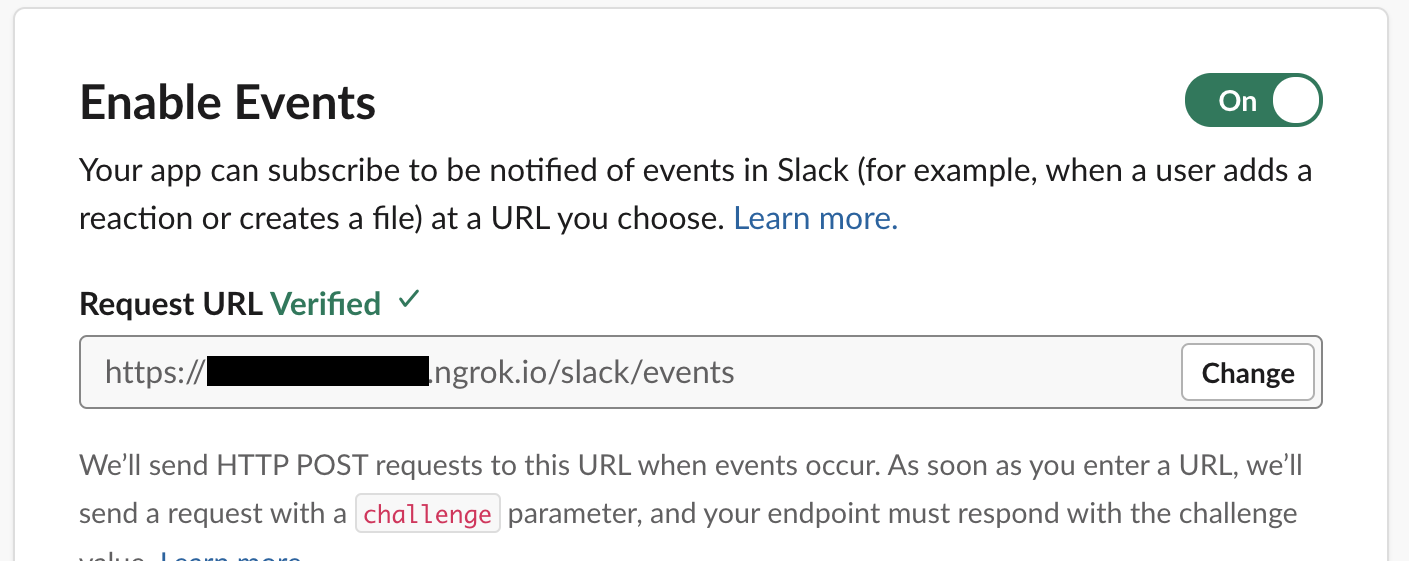 Enable Events
On
Your app can subscribe to be notified of events in Slack (for example, when a user adds a
reaction or creates a file) at a URL you choose. Learn more.
Request URL Verified ✓
https:// .ngrok.io/slack/events
Change
We’ll send HTTP POST requests to this URL when events occur. As soon as you enter a URL, we’ll
send a request with a challenge parameter, and your endpoint must respond with the challenge
value. Learn more.